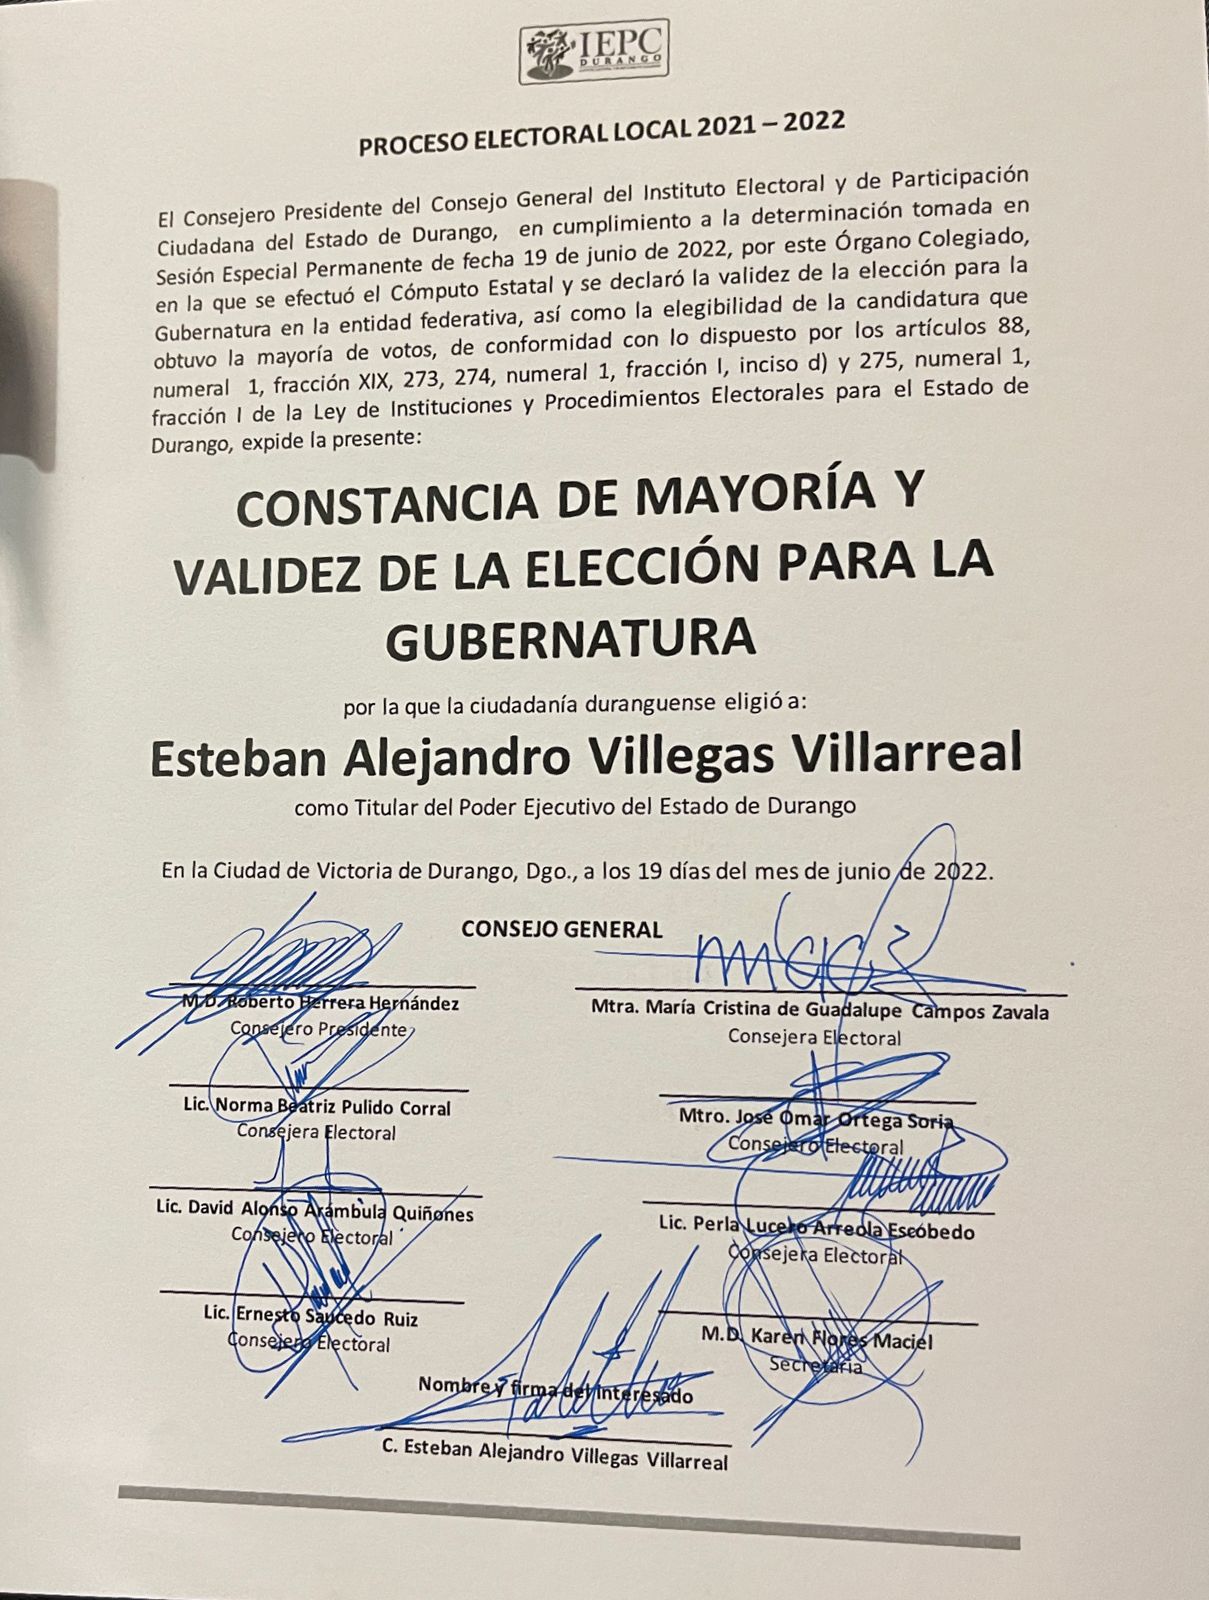 IEPC
DURANGO
PROCESO ELECTORAL LOCAL 2021 – 2022
El Consejero Presidente del Consejo General del Instituto Electoral y de Participación
Ciudadana del Estado de Durango, en cumplimiento a la determinación tomada en
Sesión Especial Permanente de fecha 19 de junio de 2022, por este Órgano Colegiado,
en la que se efectuó el Cómputo Estatal y se declaró la validez de la elección para la
Gubernatura en la entidad federativa, así como la elegibilidad de la candidatura que
obtuvo la mayoría de votos, de conformidad con lo dispuesto por los artículos 88,
numeral 1, fracción XIX, 273, 274, numeral 1, fracción I, inciso d) y 275, numeral 1,
fracción I de la Ley de Instituciones y Procedimientos Electorales para el Estado de
Durango, expide la presente:
CONSTANCIA DE MAYORÍA Y
VALIDEZ DE LA ELECCIÓN PARA LA
GUBERNATURA
por la que la ciudadanía duranguense eligió a:
Esteban Alejandro Villegas Villarreal
como Titular del Poder Ejecutivo del Estado de Durango
En la Ciudad de Victoria de Durango, Dgo., a los 19 días del mes de junio de 2022.
CONSEJO GENERAL
M.D. Roberto Herrera Hernández
Consejero Presidente
Mtra. María Cristina de Guadalupe Campos Zavala
Consejera Electoral
Lic. Norma Beatriz Pulido Corral
Consejera Electoral
Mtro. José Omar Ortega Soria
Consejero Electoral
Lic. David Alonso Arámbula Quiñones
Consejero Electoral
Lic. Perla Lucero Arreola Escobedo
Consejera Electoral
Lic. Ernesto Saucedo Ruiz
Consejero Electoral
M.D. Karen Flores Maciel
Secretaria
Nombre y firma del interesado
C. Esteban Alejandro Villegas Villarreal